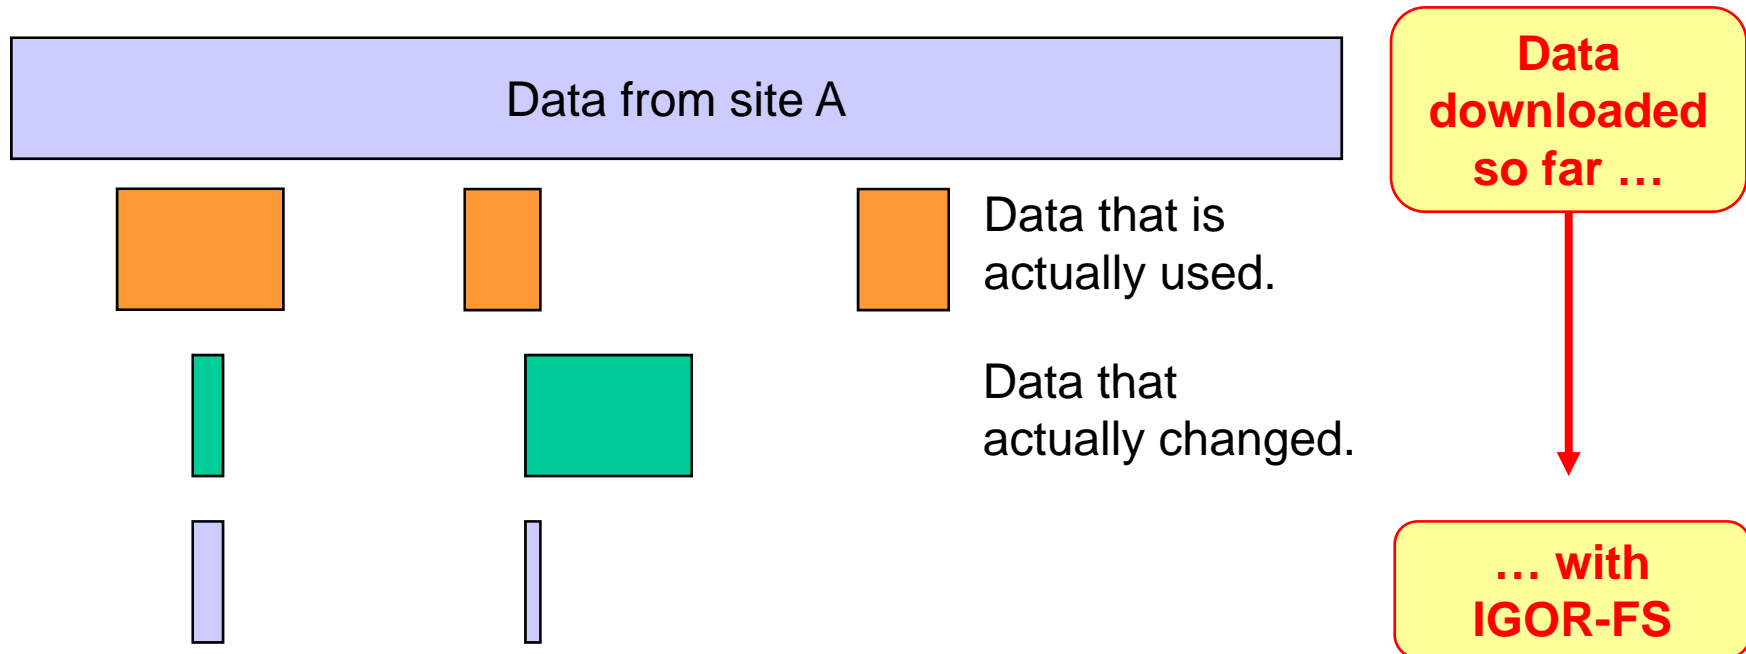 Data from site A
Data
downloaded
so far …
Data that is
actually used.
Data that
actually changed.
… with
IGOR-FS